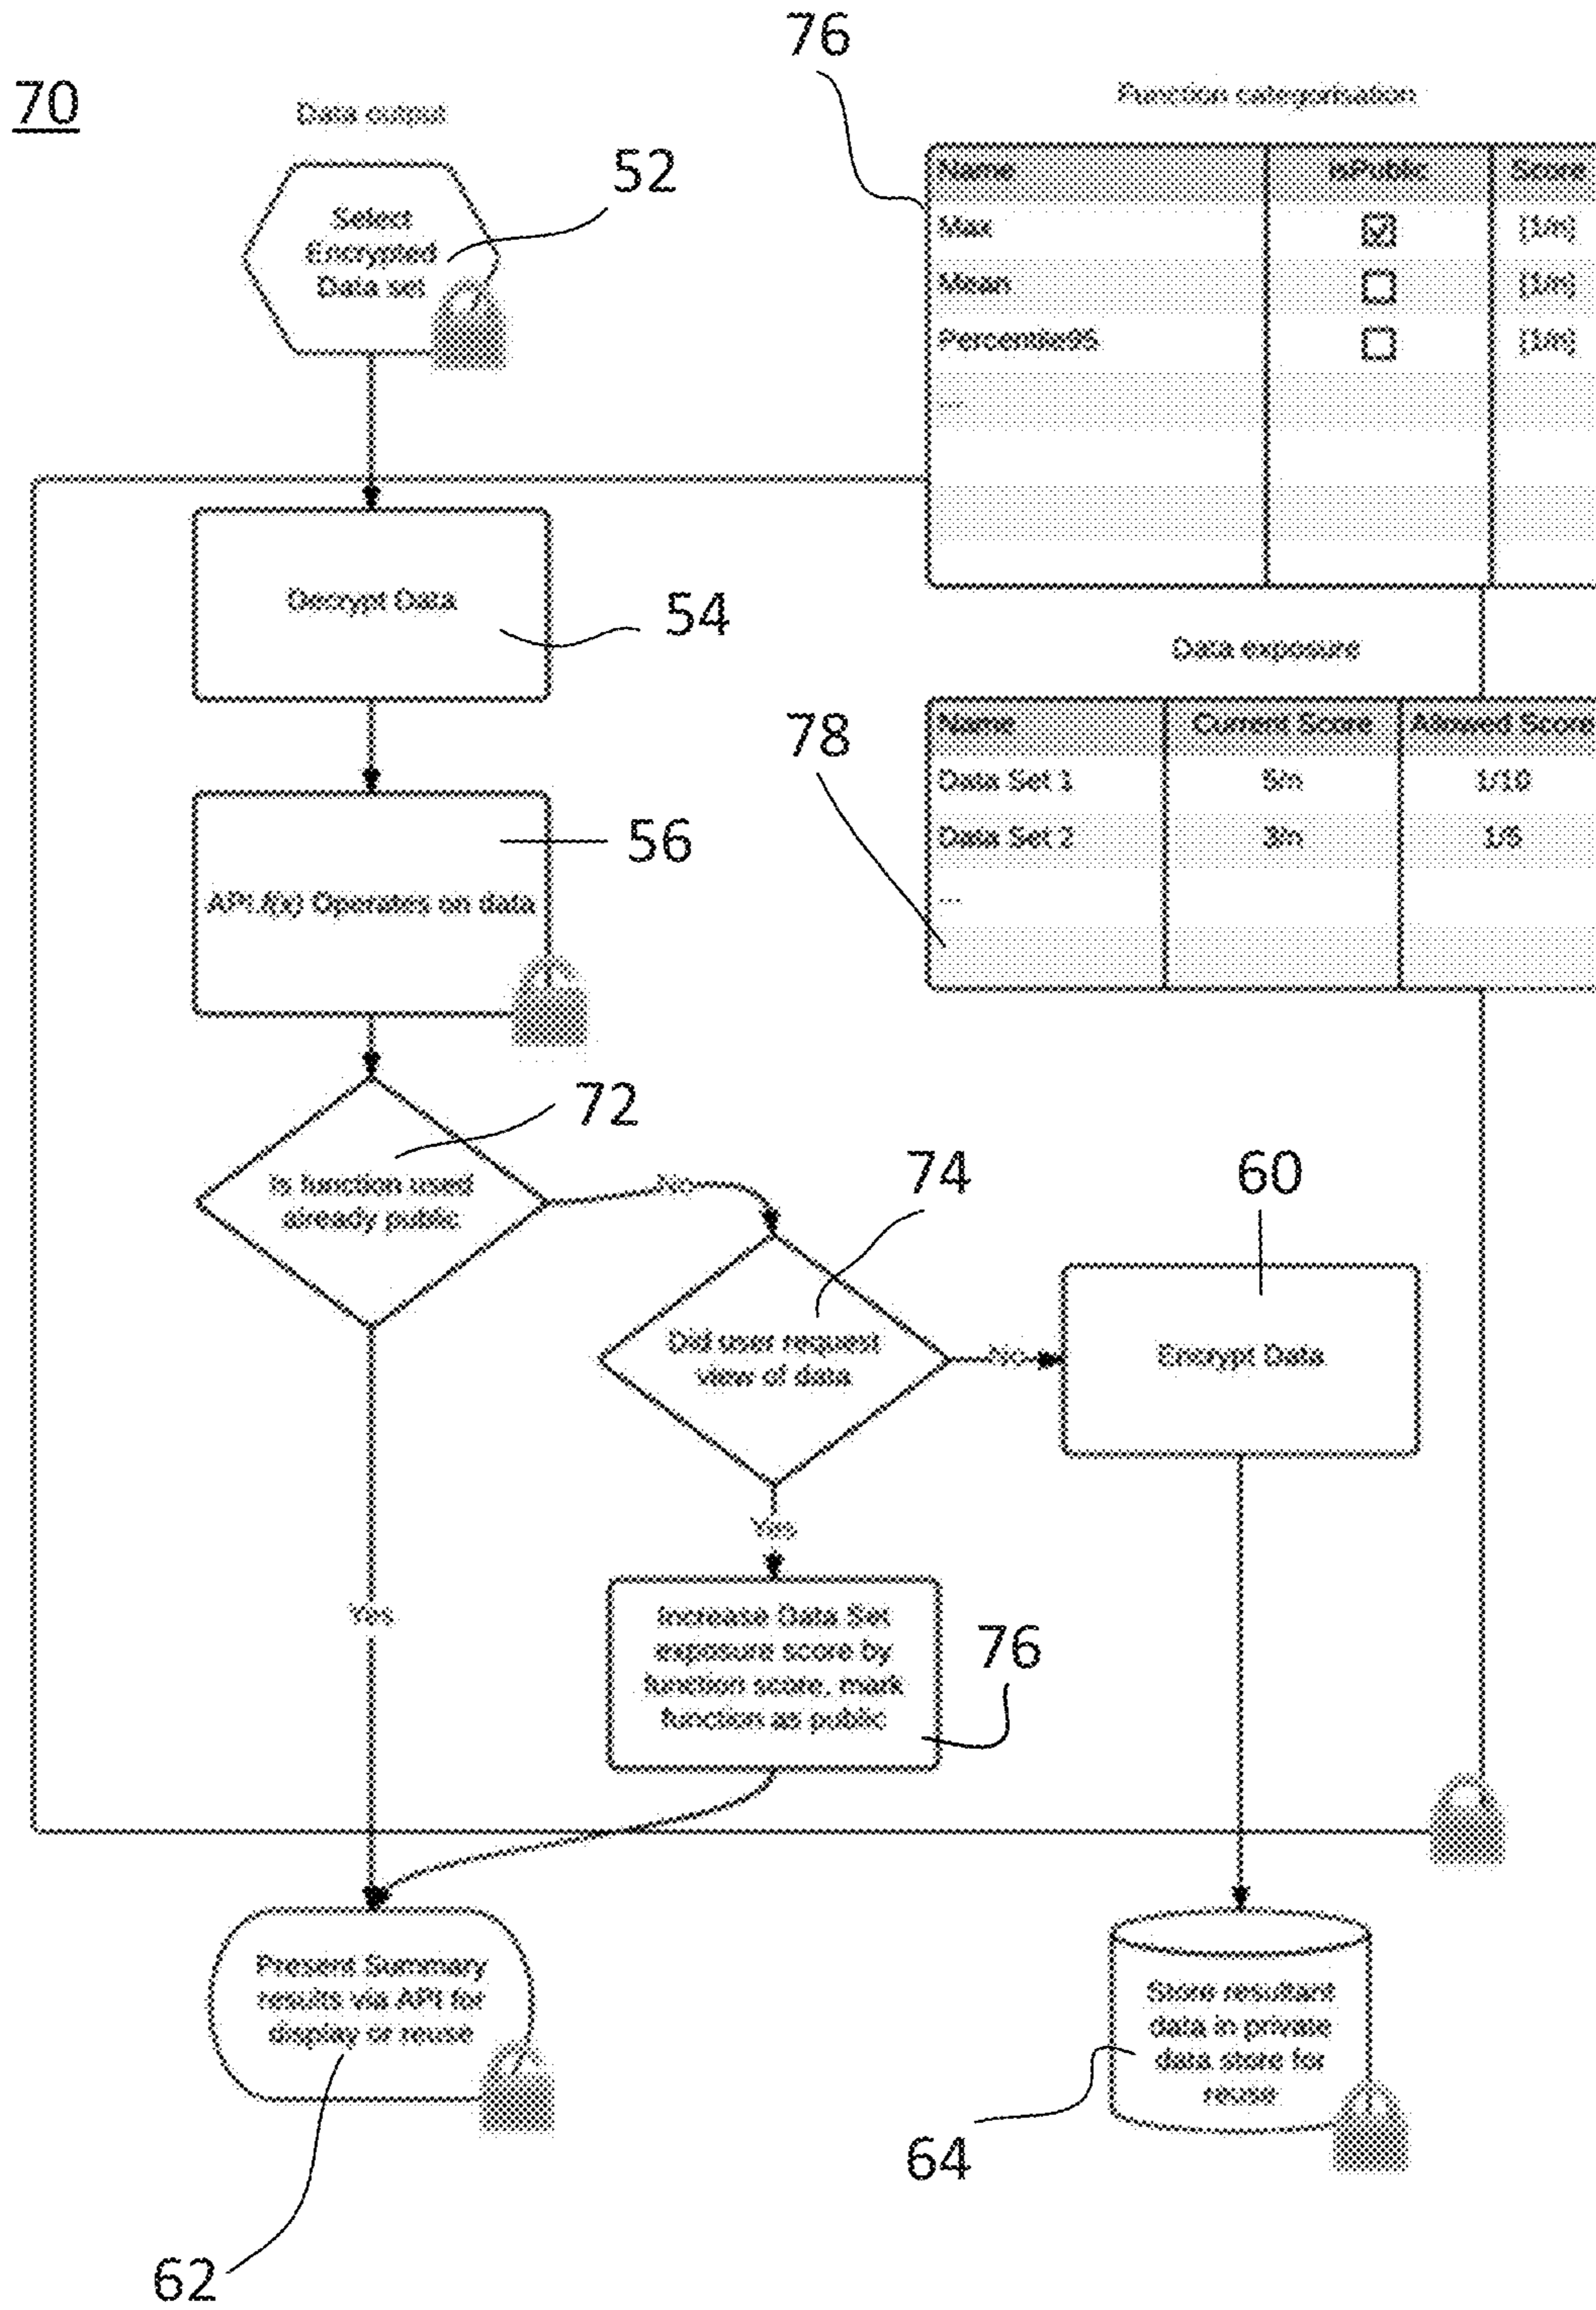 70
Data output
52
Select
Encrypted
Data set
Decrypt Data
54
56
API.f(x) Operates on data
72
Is function used
already public
No
74
Did user request
view of data
No
60
Encrypt Data
Yes
Yes
Increase Data Set
exposure score by
function score, mark
function as public
76
Present Summary
results via API for
display or reuse
62
Store resultant
data in private
data store for
reuse
64
76
Function categorisation
Name isPublic Score
Max [1/n]
Mean [1/n]
Percentile95 [1/n]
...
Data exposure
78
Name Current Score Allowed Score
Data Set 1 5/n 1/10
Data Set 2 3/n 1/5
...